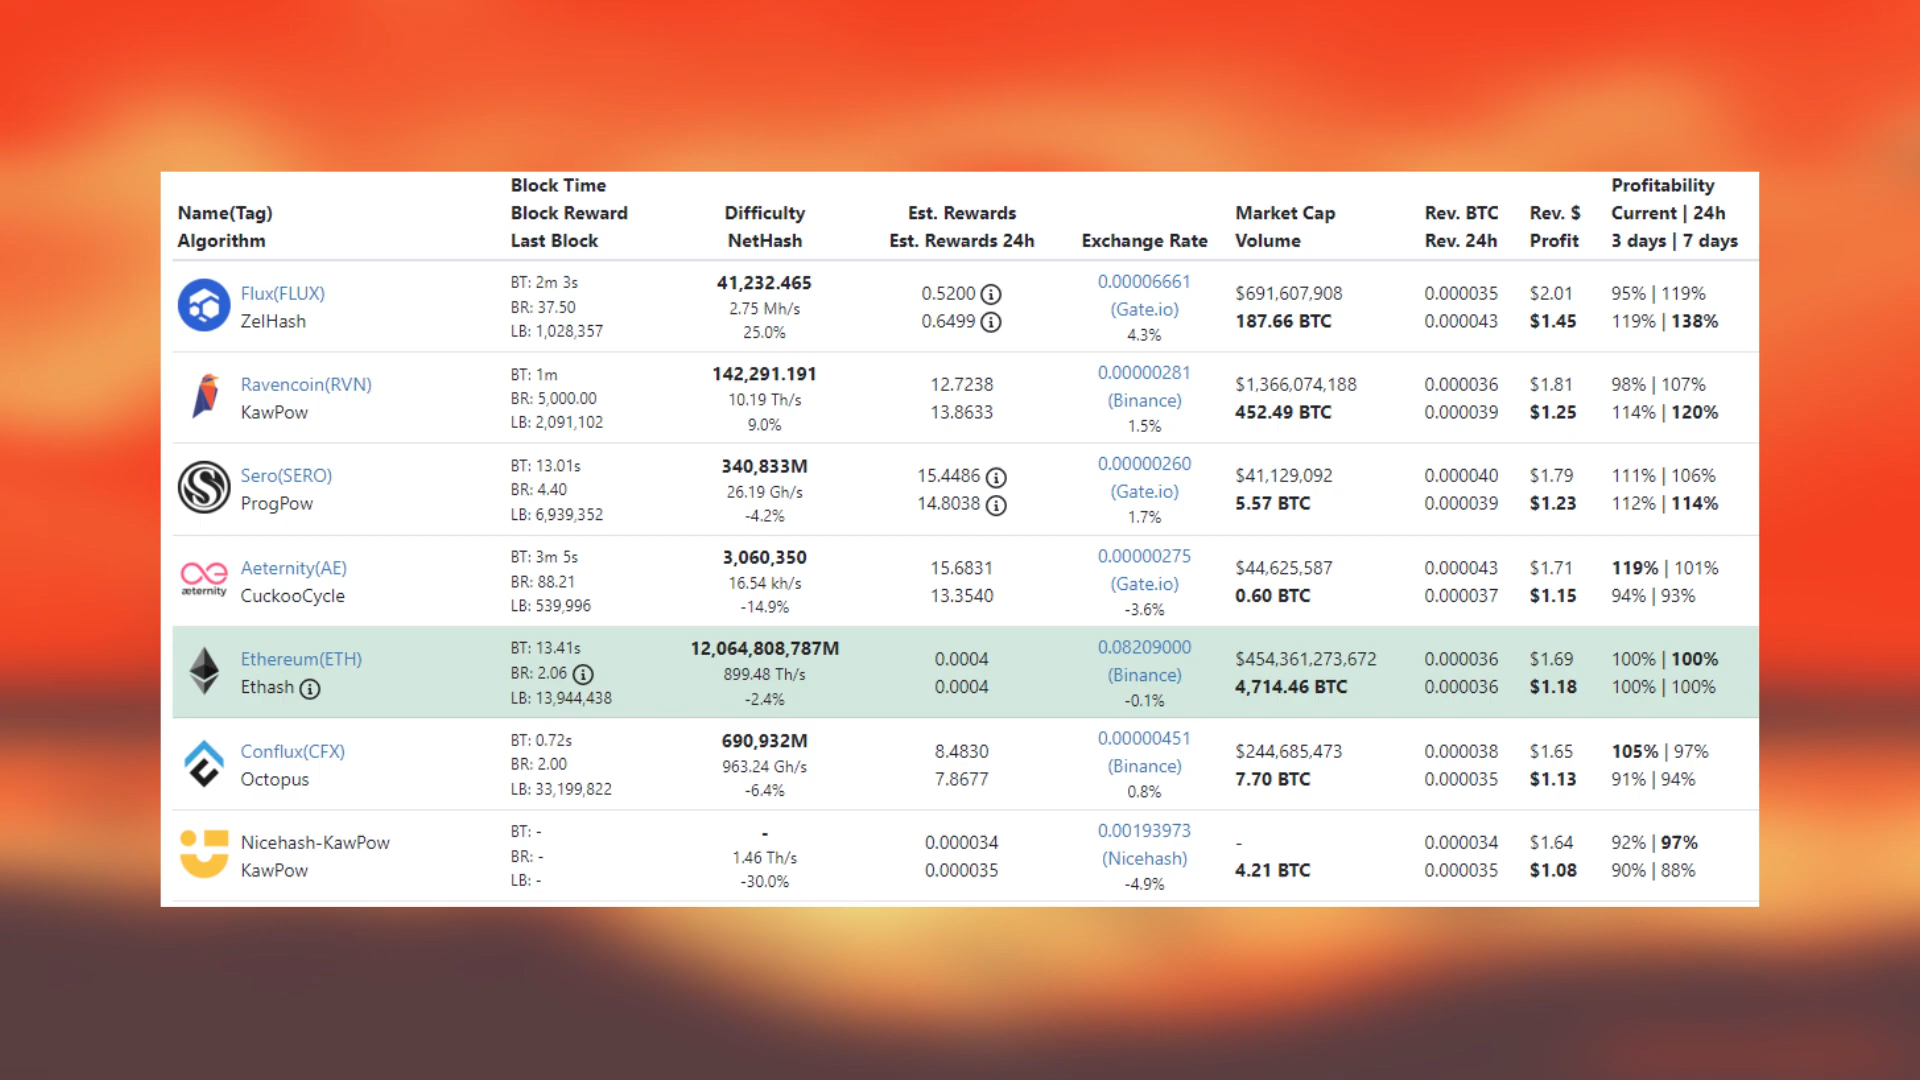 Name(Tag)
Algorithm
Block Time
Block Reward
Last Block
Difficulty
NetHash
Est. Rewards
Est. Rewards 24h
Exchange Rate
Market Cap
Volume
Rev. BTC
Rev. 24h
Rev. $
Profit
Profitability
Current | 24h
3 days | 7 days
Flux(FLUX)
ZelHash
BT: 2m 3s
BR: 37.50
LB: 1,028,357
41,232.465
2.75 Mh/s
25.0%
0.5200
0.6499
0.00006661
(Gate.io)
4.3%
$691,607,908
187.66 BTC
0.000035
0.000043
$2.01
$1.45
95% | 119%
119% | 138%
Ravencoin(RVN)
KawPow
BT: 1m
BR: 5,000.00
LB: 2,091,102
142,291.191
10.19 Th/s
9.0%
12.7238
13.8633
0.00000281
(Binance)
1.5%
$1,366,074,188
452.49 BTC
0.000036
0.000039
$1.81
$1.25
98% | 107%
114% | 120%
Sero(SERO)
ProgPow
BT: 13.01s
BR: 4.40
LB: 6,939,352
340,833M
26.19 Gh/s
-4.2%
15.4486
14.8038
0.00000260
(Gate.io)
1.7%
$41,129,092
5.57 BTC
0.000040
0.000039
$1.79
$1.23
111% | 106%
112% | 114%
æternity
Aeternity(AE)
CuckooCycle
BT: 3m 5s
BR: 88.21
LB: 539,996
3,060,350
16.54 kh/s
-14.9%
15.6831
13.3540
0.00000275
(Gate.io)
-3.6%
$44,625,587
0.60 BTC
0.000043
0.000037
$1.71
$1.15
119% | 101%
94% | 93%
Ethereum(ETH)
Ethash
BT: 13.41s
BR: 2.06
LB: 13,944,438
12,064,808,787M
899.48 Th/s
-2.4%
0.0004
0.0004
0.08209000
(Binance)
-0.1%
$454,361,273,672
4,714.46 BTC
0.000036
0.000036
$1.69
$1.18
100% | 100%
100% | 100%
Conflux(CFX)
Octopus
BT: 0.72s
BR: 2.00
LB: 33,199,822
690,932M
963.24 Gh/s
-6.4%
8.4830
7.8677
0.00000451
(Binance)
0.8%
$244,685,473
7.70 BTC
0.000038
0.000035
$1.65
$1.13
105% | 97%
91% | 94%
Nicehash-KawPow
KawPow
BT: -
BR: -
LB: -
-
1.46 Th/s
-30.0%
0.000034
0.000035
0.00193973
(Nicehash)
-4.9%
-
4.21 BTC
0.000034
0.000035
$1.64
$1.08
92% | 97%
90% | 88%